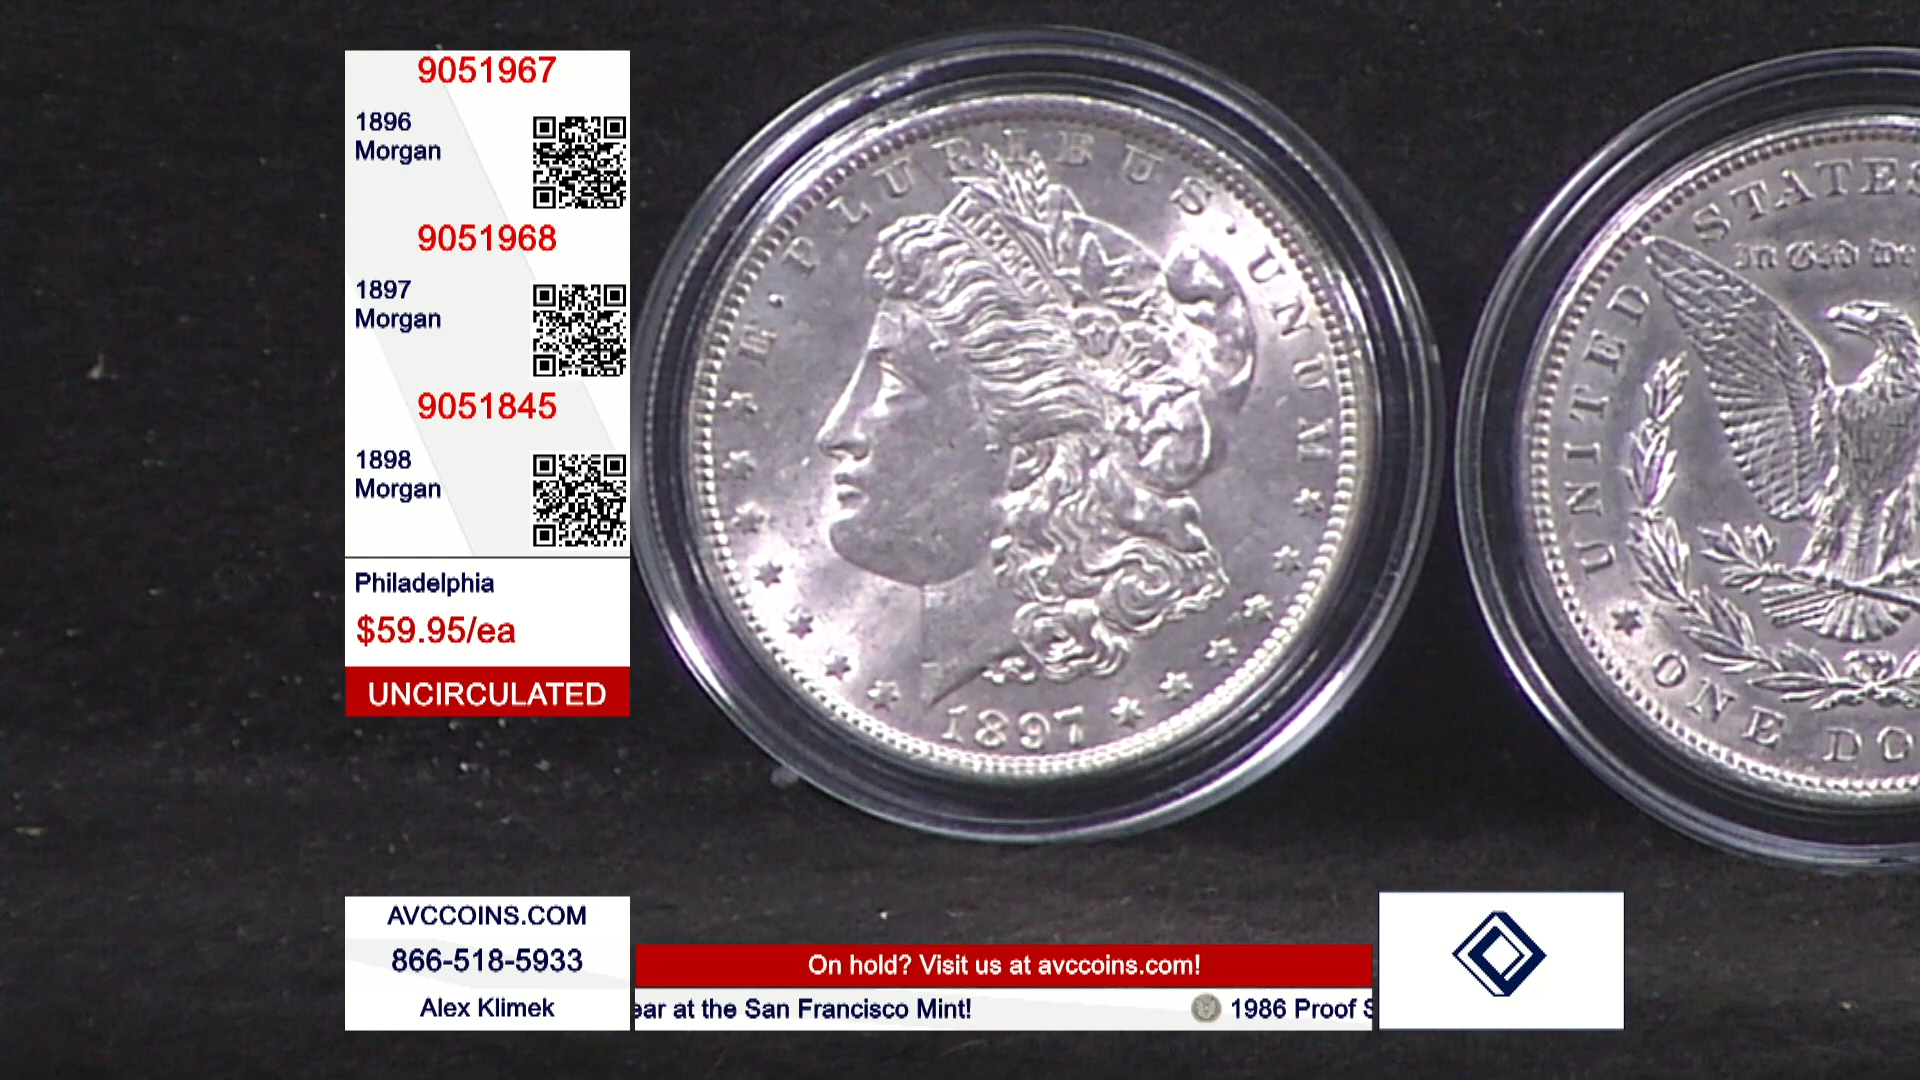 9051967
1896
Morgan
9051968
1897
Morgan
9051845
1898
Morgan
Philadelphia
$59.95/ea
UNCIRCULATED
E · PLURIBUS · UNUM
LIBERTY
1897
UNITED STATES
In God We
ONE DO
AVCCOINS.COM
866-518-5933
Alex Klimek
On hold? Visit us at avccoins.com!
ear at the San Francisco Mint!
1986 Proof S